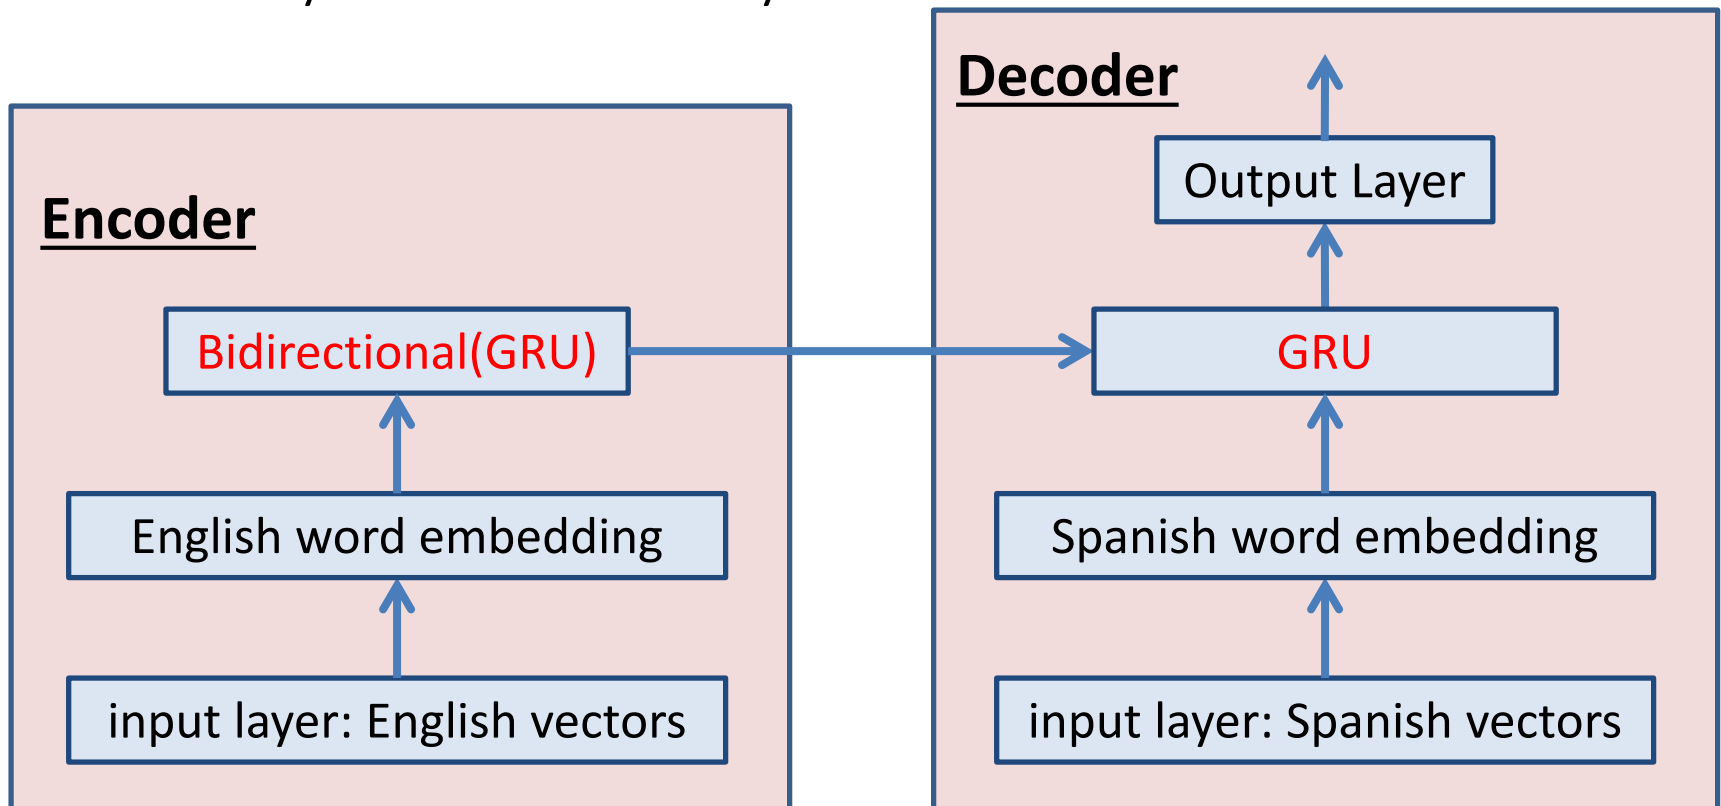 Encoder
Bidirectional(GRU)
English word embedding
input layer: English vectors
Decoder
Output Layer
GRU
Spanish word embedding
input layer: Spanish vectors